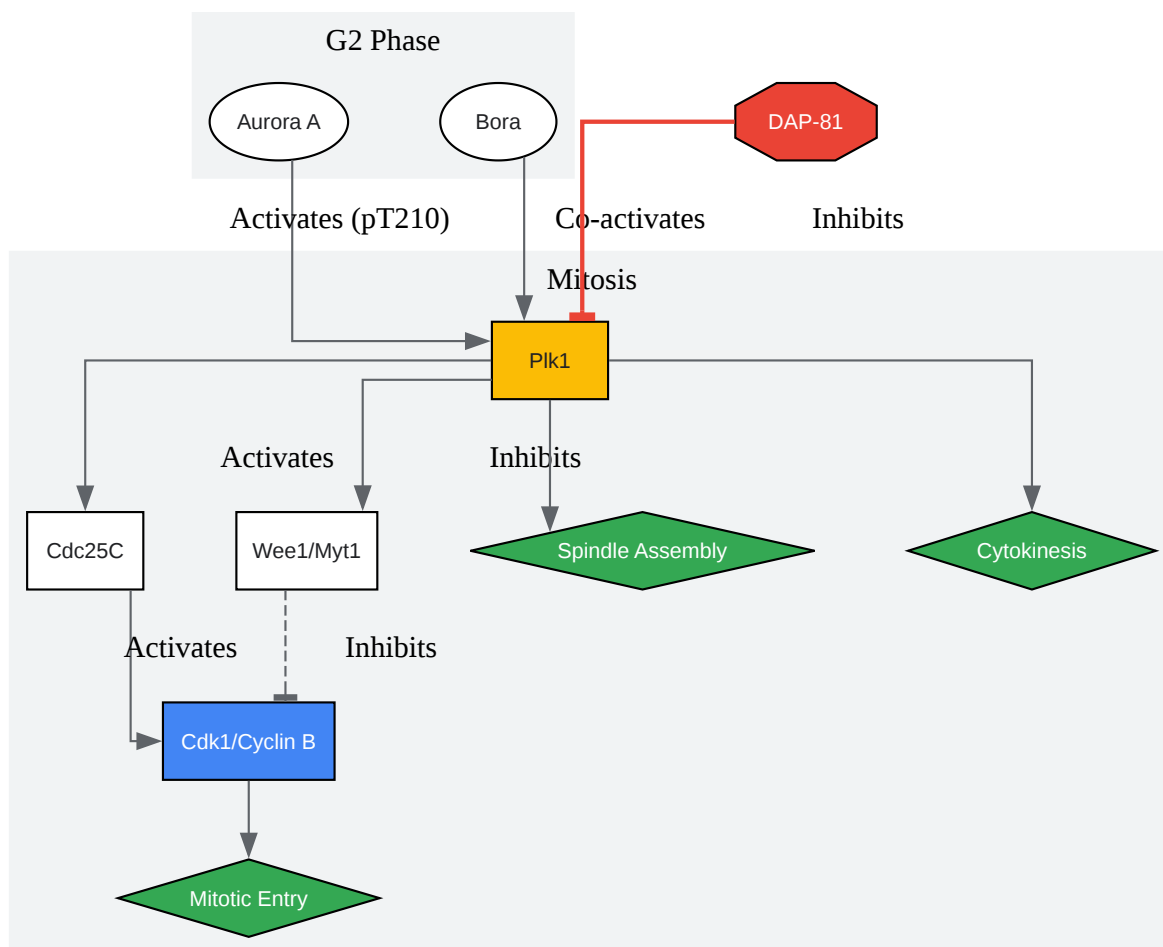 G2 Phase
Aurora A
Bora
DAP-81
Activates (pT210)
Co-activates
Inhibits
Mitosis
Plk1
Activates
Inhibits
Cdc25C
Wee1/Myt1
Spindle Assembly
Cytokinesis
Activates
Inhibits
Cdk1/Cyclin B
Mitotic Entry